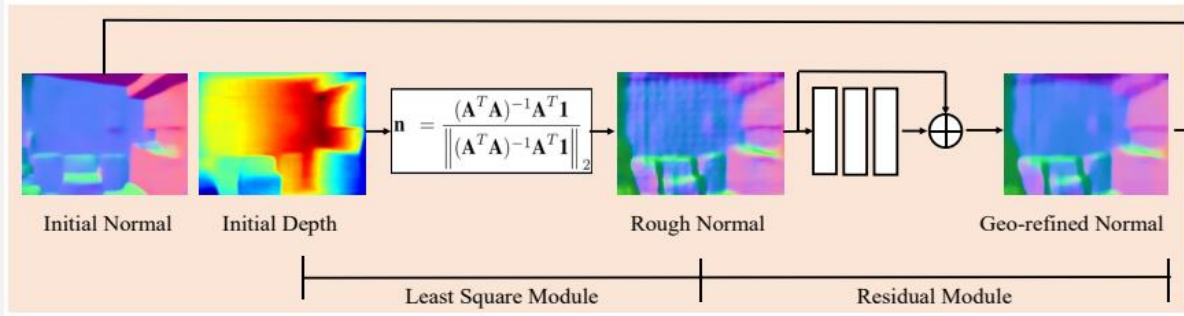 n = (A^T A)^{-1} A^T 1 / ‖(A^T A)^{-1} A^T 1‖_2
Initial Normal
Initial Depth
Rough Normal
Geo-refined Normal
Least Square Module
Residual Module